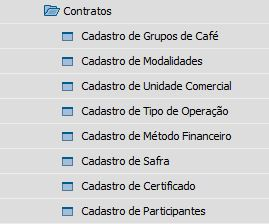 Contratos
Cadastro de Grupos de Café
Cadastro de Modalidades
Cadastro de Unidade Comercial
Cadastro de Tipo de Operação
Cadastro de Método Financeiro
Cadastro de Safra
Cadastro de Certificado
Cadastro de Participantes